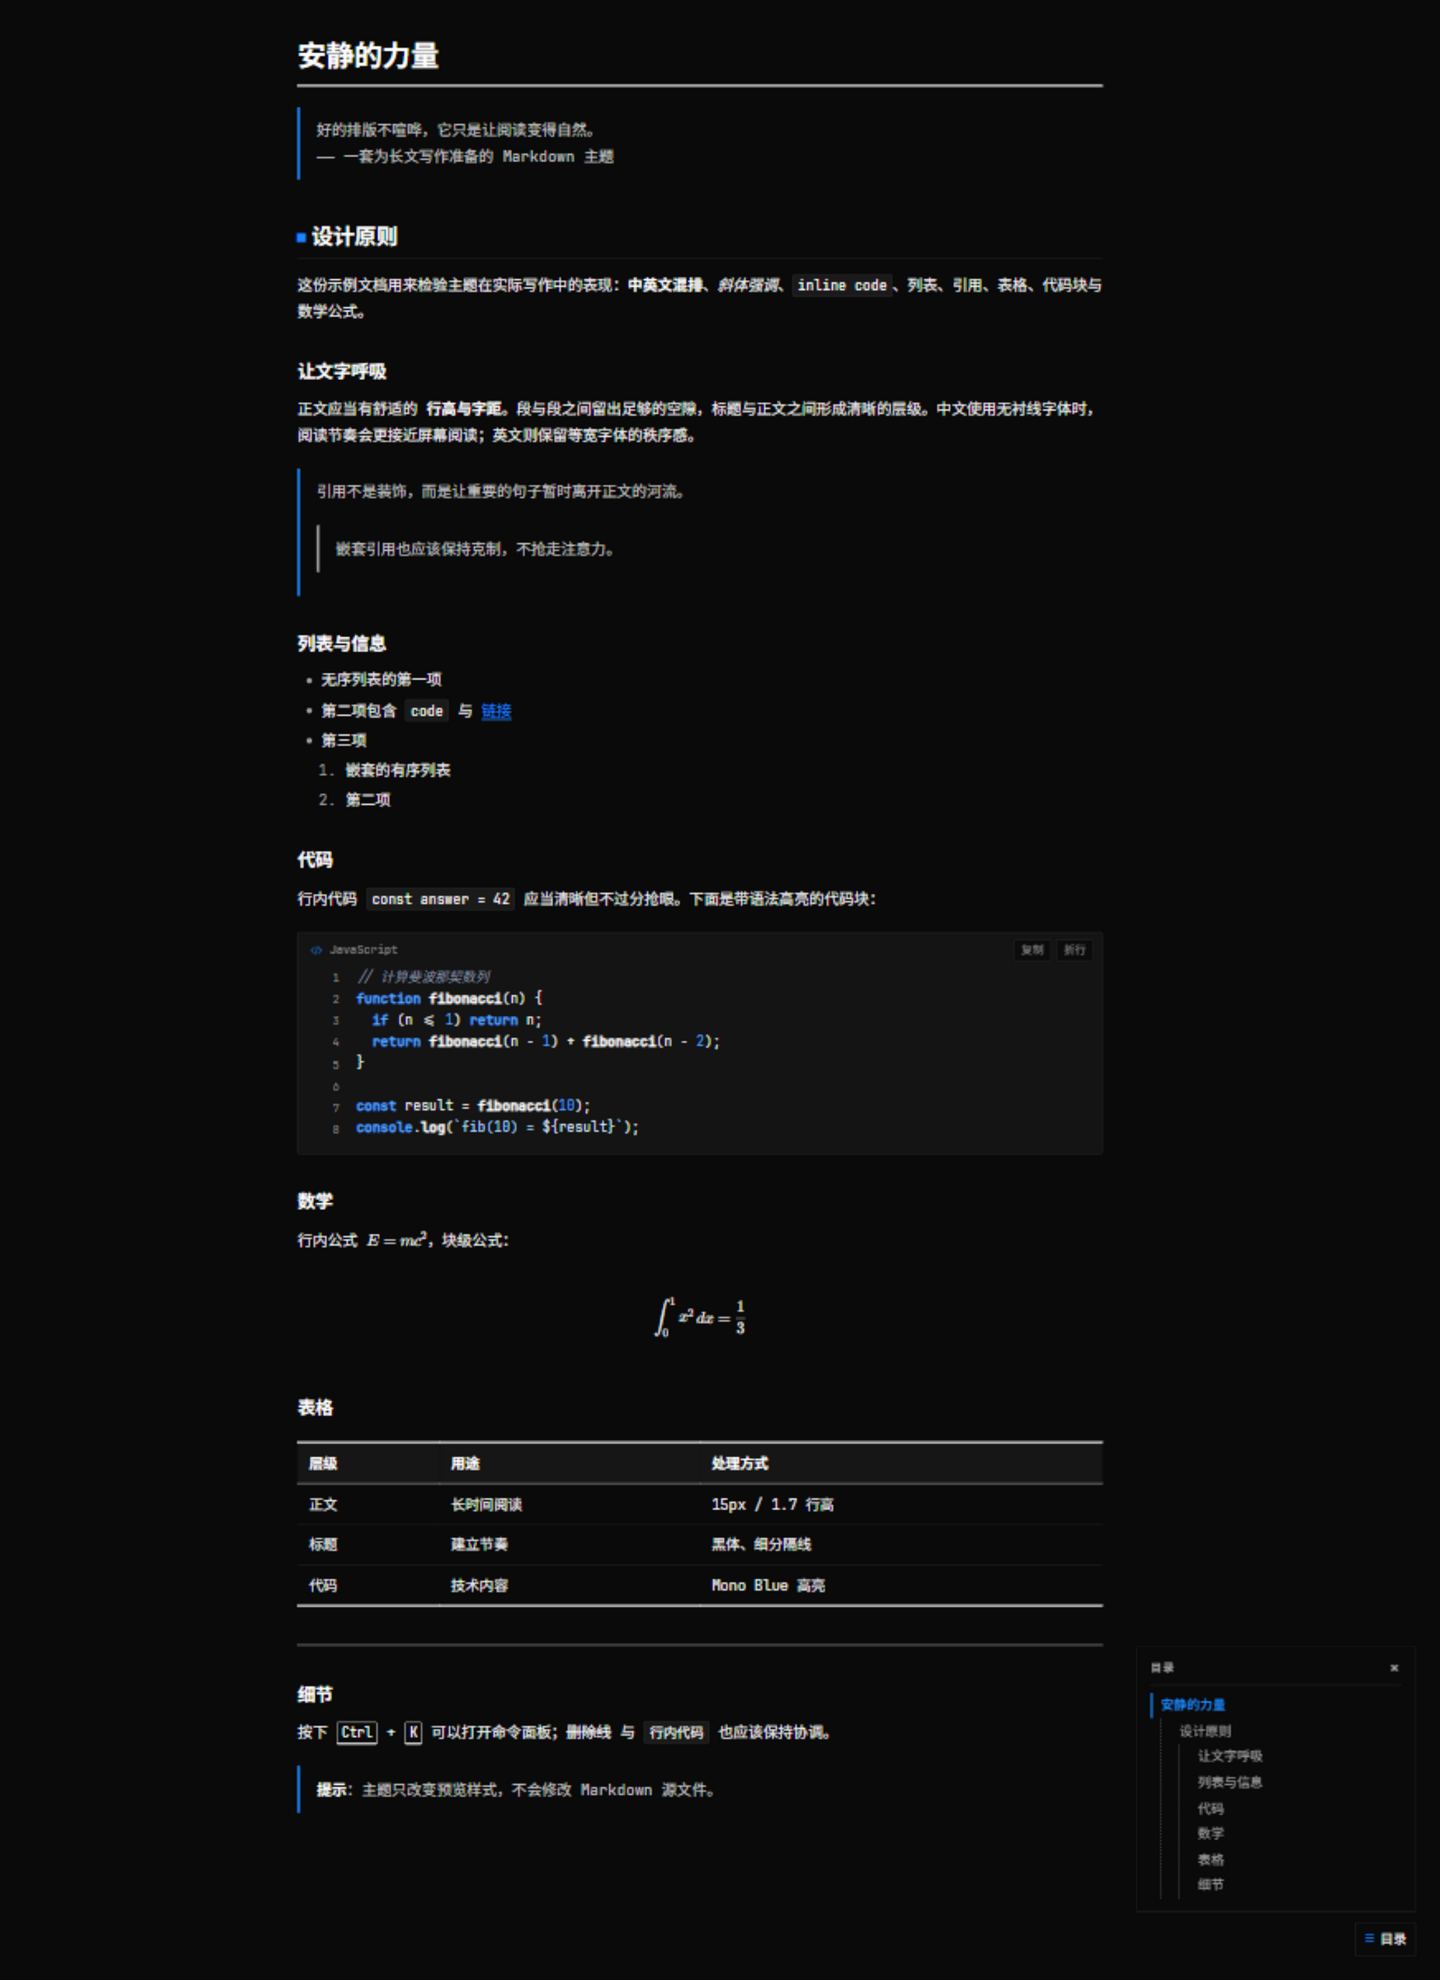 安静的力量
好的排版不喧哗，它只是让阅读变得自然。
—— 一套为长文写作准备的 Markdown 主题
设计原则
这份示例文档用来检验主题在实际写作中的表现：中英文混排、斜体强调、inline code、列表、引用、表格、代码块与
数学公式。
让文字呼吸
正文应当有舒适的 行高与字距。段与段之间留出足够的空隙，标题与正文之间形成清晰的层级。中文使用无衬线字体时，
阅读节奏会更接近屏幕阅读；英文则保留等宽字体的秩序感。
引用不是装饰，而是让重要的句子暂时离开正文的河流。
嵌套引用也应该保持克制，不抢走注意力。
列表与信息
• 无序列表的第一项
• 第二项包含 code 与 链接
• 第三项
1. 嵌套的有序列表
2. 第二项
代码
行内代码 const answer = 42 应当清晰但不过分抢眼。下面是带语法高亮的代码块：
</> JavaScript 复制 折行
1 // 计算斐波那契数列
2 function fibonacci(n) {
3 if (n ⩽ 1) return n;
4 return fibonacci(n - 1) + fibonacci(n - 2);
5 }
6
7 const result = fibonacci(10);
8 console.log(`fib(10) = ${result}`);
数学
行内公式 E = mc²，块级公式：
∫₀¹ x² dx = 1/3
表格
层级 用途 处理方式
正文 长时间阅读 15px / 1.7 行高
标题 建立节奏 黑体、细分隔线
代码 技术内容 Mono Blue 高亮
细节
按下 Ctrl + K 可以打开命令面板；删除线 与 行内代码 也应该保持协调。
提示：主题只改变预览样式，不会修改 Markdown 源文件。
目录 ×
安静的力量
设计原则
让文字呼吸
列表与信息
代码
数学
表格
细节
☰ 目录